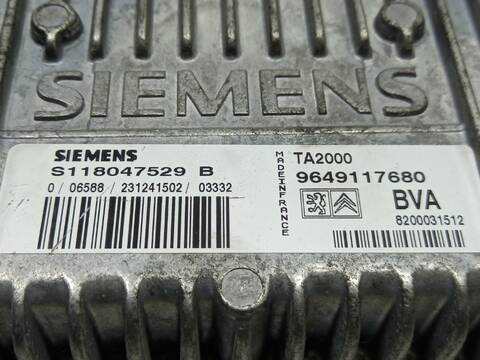 SIEMENS
SIEMENS
S118047529 B
0 / 06588 / 231241502 / 03332
MADE IN FRANCE
TA2000
9649117680
BVA
8200031512